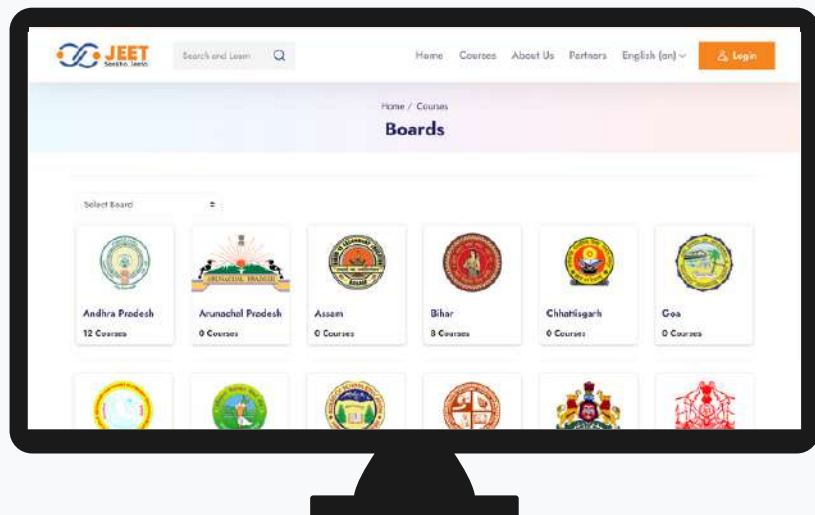 JEET
Seekho, Jeeto
Search and Learn
Home Courses About Us Partners English (en)
Login
Home / Courses
Boards
Select Board
ARUNACHAL PRADESH
Andhra Pradesh Arunachal Pradesh Assam Bihar Chhattisgarh Goa
12 Courses 0 Courses 0 Courses 8 Courses 0 Courses 0 Courses